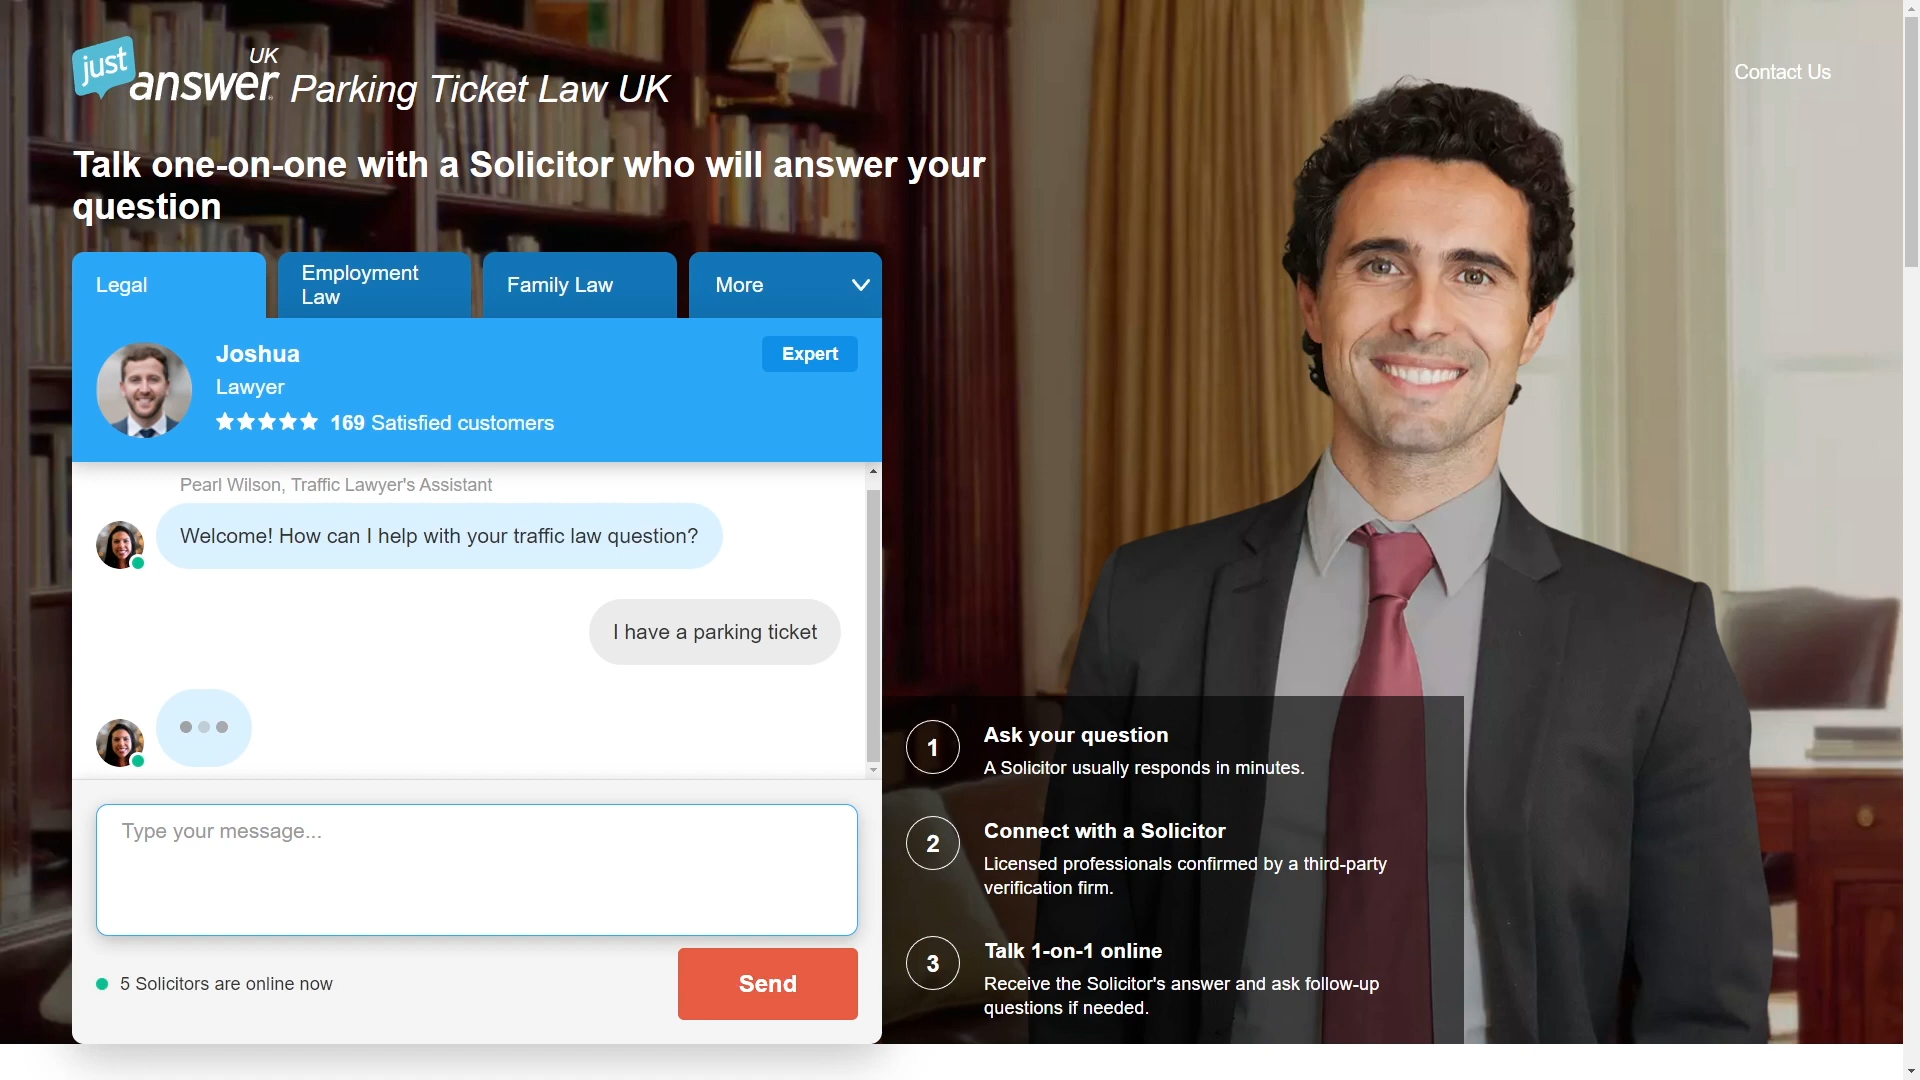 just answer UK Parking Ticket Law UK
Contact Us
Talk one-on-one with a Solicitor who will answer your
question
Legal
Employment
Law
Family Law
More
Joshua
Expert
Lawyer
169 Satisfied customers
Pearl Wilson, Traffic Lawyer's Assistant
Welcome! How can I help with your traffic law question?
I have a parking ticket
Type your message...
5 Solicitors are online now
Send
1
Ask your question
A Solicitor usually responds in minutes.
2
Connect with a Solicitor
Licensed professionals confirmed by a third-party
verification firm.
3
Talk 1-on-1 online
Receive the Solicitor's answer and ask follow-up
questions if needed.